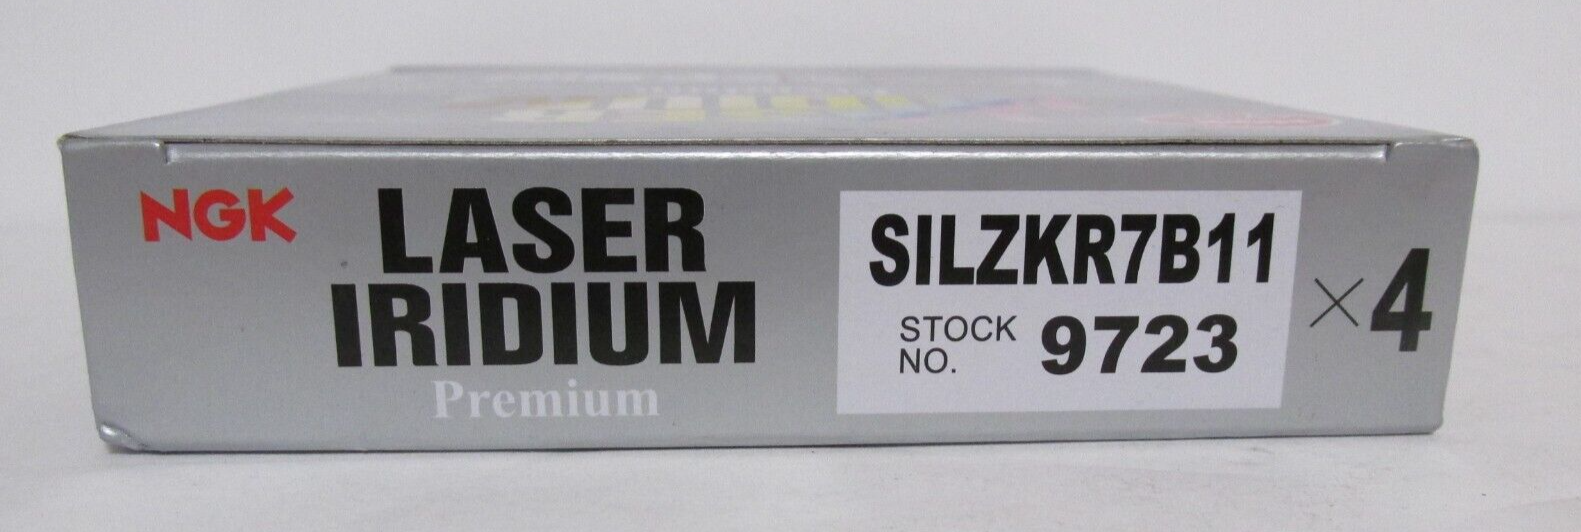 NGK
LASER
IRIDIUM
Premium
SILZKR7B11
STOCK
NO.
9723
×4